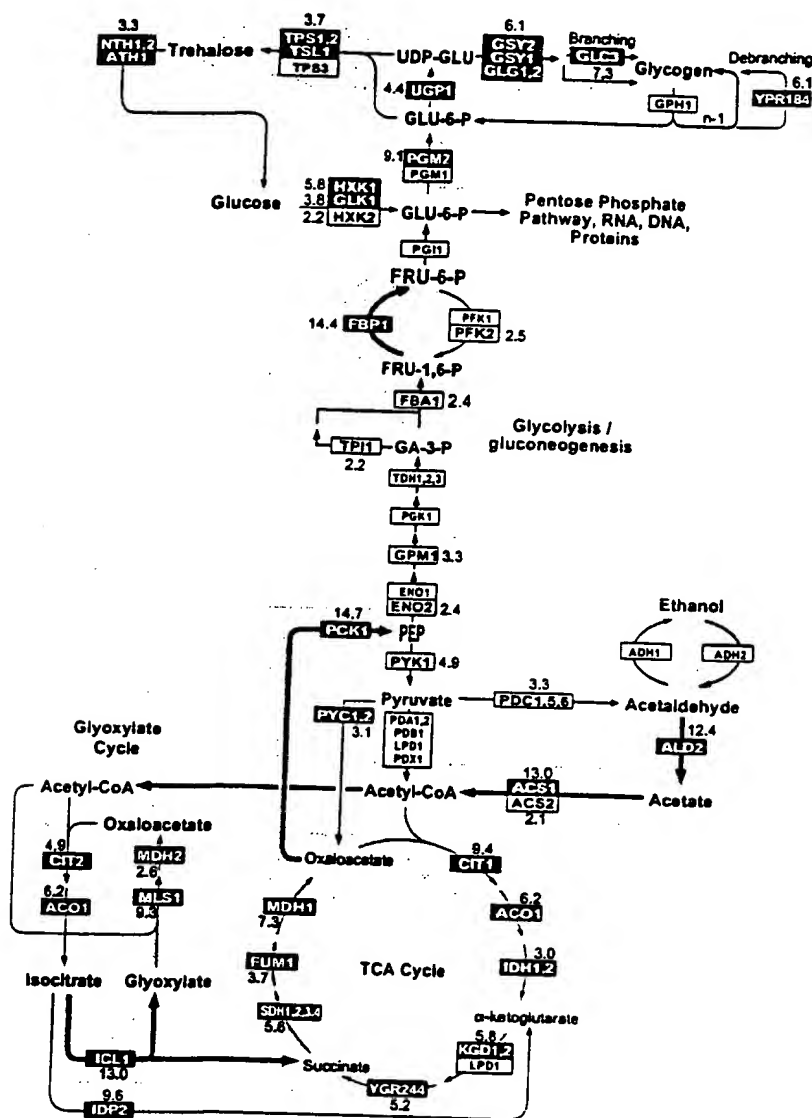 3.3
NTH1,2
ATH1
Trehalose
3.7
TPS1,2
TSL1
TPS3
UDP-GLU
6.1
GSY2
GSY1
GLG1,2
Branching
GLC3
7.3
Glycogen
Debranching
6.1
YPR184
GPH1
n-1
4.4 UGP1
GLU-6-P
9.1 PGM2
PGM1
Glucose
5.8 HXK1
3.8 GLK1
2.2 HXK2
GLU-6-P
Pentose Phosphate
Pathway, RNA, DNA,
Proteins
PGI1
FRU-6-P
14.4 FBP1
PFK1
PFK2 2.5
FRU-1,6-P
FBA1 2.4
Glycolysis /
gluconeogenesis
TPI1
2.2
GA-3-P
TDH1,2,3
PGK1
GPM1 3.3
ENO1
ENO2 2.4
14.7
PCK1
PEP
PYK1 4.9
Ethanol
ADH1
ADH2
Pyruvate
3.3
PDC1,5,6
Acetaldehyde
PYC1,2
3.1
PDA1,2
PDB1
LPD1
PDX1
12.4
ALD2
Glyoxylate
Cycle
Acetyl-CoA
Acetyl-CoA
13.0
ACS1
ACS2
2.1
Acetate
Oxaloacetate
4.9
CIT2
MDH2
2.6
6.2
ACO1
MLS1
9.3
Isocitrate
Glyoxylate
ICL1
13.0
9.6
IDP2
Oxaloacetate
9.4
CIT1
MDH1
7.3
6.2
ACO1
FUM1
3.7
TCA Cycle
3.0
IDH1,2
SDH1,2,3,4
5.6
α-ketoglutarate
5.8
KGD1,2
LPD1
Succinate
YGR244
5.2